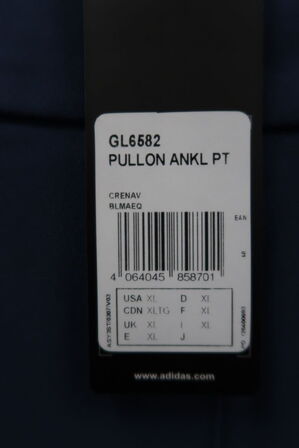 GL6582
PULLON ANKL PT
CRENAV
BLMAEQ
EAN
4 064045 858701
USA XL D XL
CDN XLTG F XL
UK XL I XL
E XL J
www.adidas.com